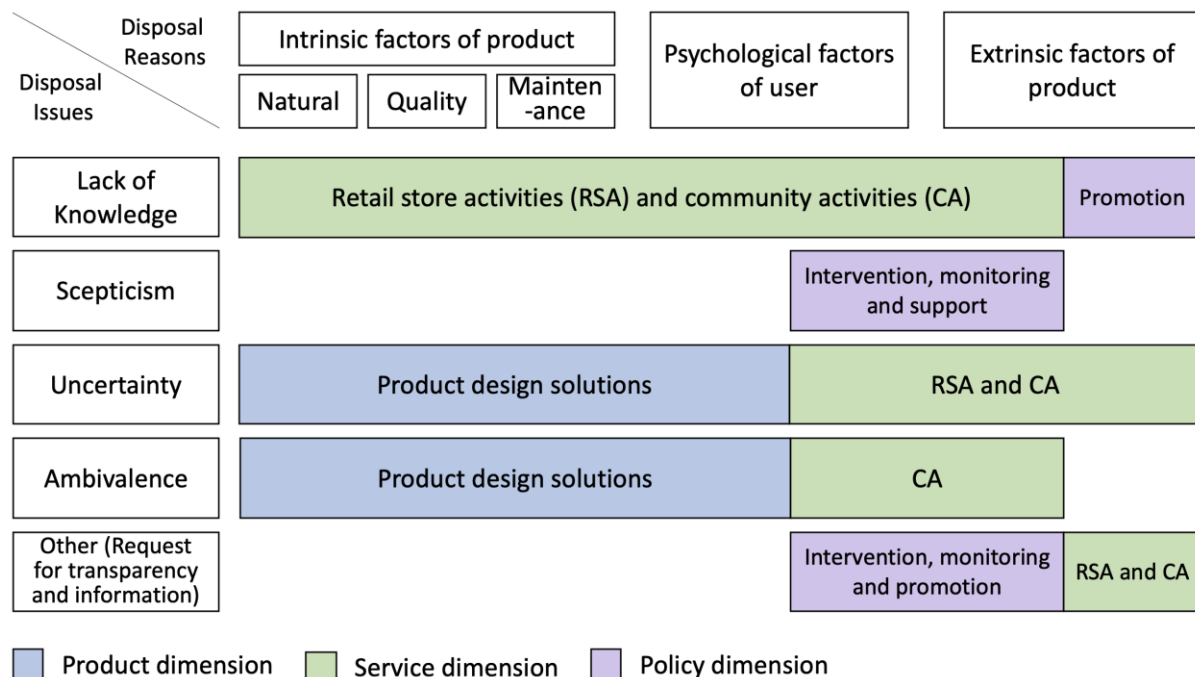 Disposal
Reasons
Disposal
Issues
Intrinsic factors of product
Natural
Quality
Mainten
-ance
Psychological factors
of user
Extrinsic factors of
product
Lack of
Knowledge
Retail store activities (RSA) and community activities (CA)
Promotion
Scepticism
Intervention, monitoring
and support
Uncertainty
Product design solutions
RSA and CA
Ambivalence
Product design solutions
CA
Other (Request
for transparency
and information)
Intervention, monitoring
and promotion
RSA and CA
Product dimension
Service dimension
Policy dimension